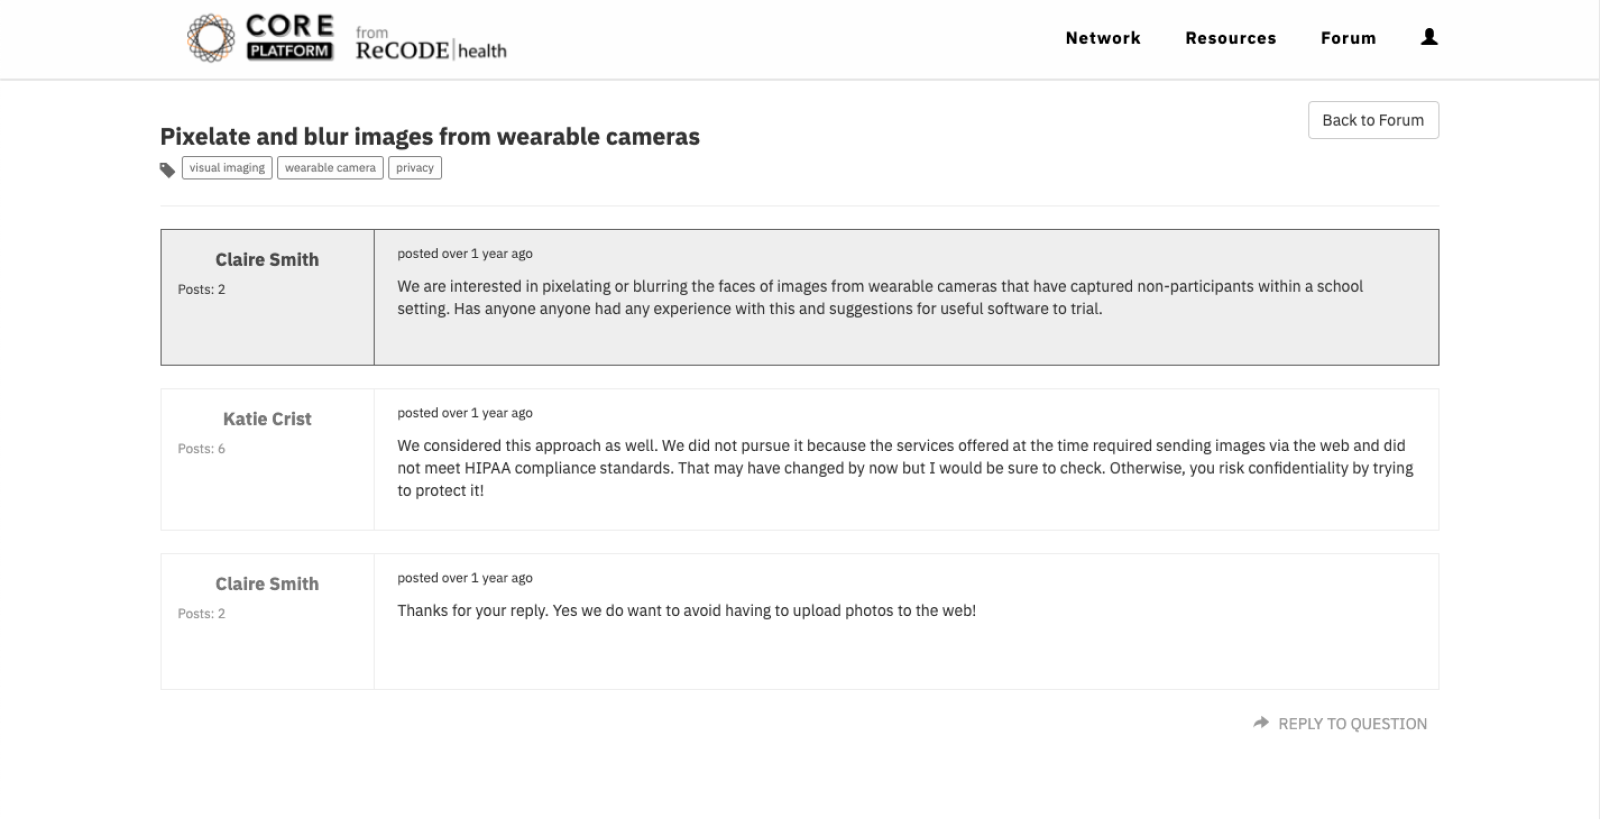 CORE
PLATFORM
from
ReCODE health
Network
Resources
Forum
Back to Forum
Pixelate and blur images from wearable cameras
visual imaging
wearable camera
privacy
Claire Smith
Posts: 2
posted over 1 year ago
We are interested in pixelating or blurring the faces of images from wearable cameras that have captured non-participants within a school
setting. Has anyone anyone had any experience with this and suggestions for useful software to trial.
Katie Crist
Posts: 6
posted over 1 year ago
We considered this approach as well. We did not pursue it because the services offered at the time required sending images via the web and did
not meet HIPAA compliance standards. That may have changed by now but I would be sure to check. Otherwise, you risk confidentiality by trying
to protect it!
Claire Smith
Posts: 2
posted over 1 year ago
Thanks for your reply. Yes we do want to avoid having to upload photos to the web!
REPLY TO QUESTION